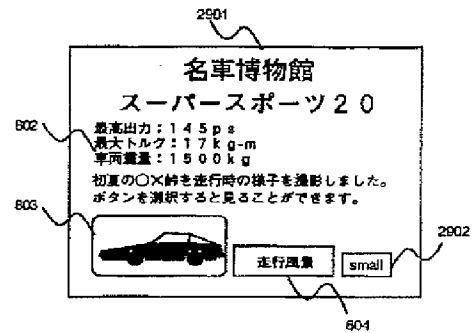 2901
名車博物館
スーパースポーツ20
602
最高出力：145ps
最大トルク：17kg-m
車両重量：1500kg
初夏の〇×峠を走行時の様子を撮影しました。
ボタンを選択すると見ることができます。
603
走行風景
small
2902
604